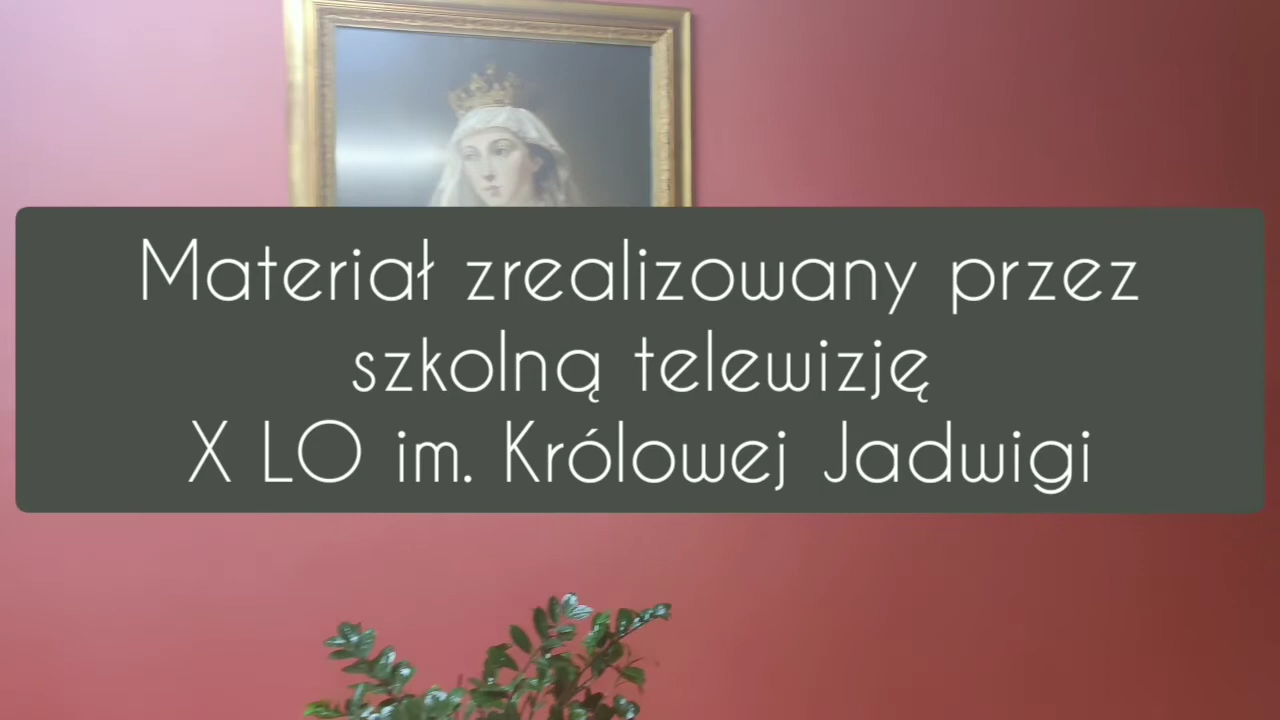 Materiał zrealizowany przez
szkolną telewizję
X LO im. Królowej Jadwigi